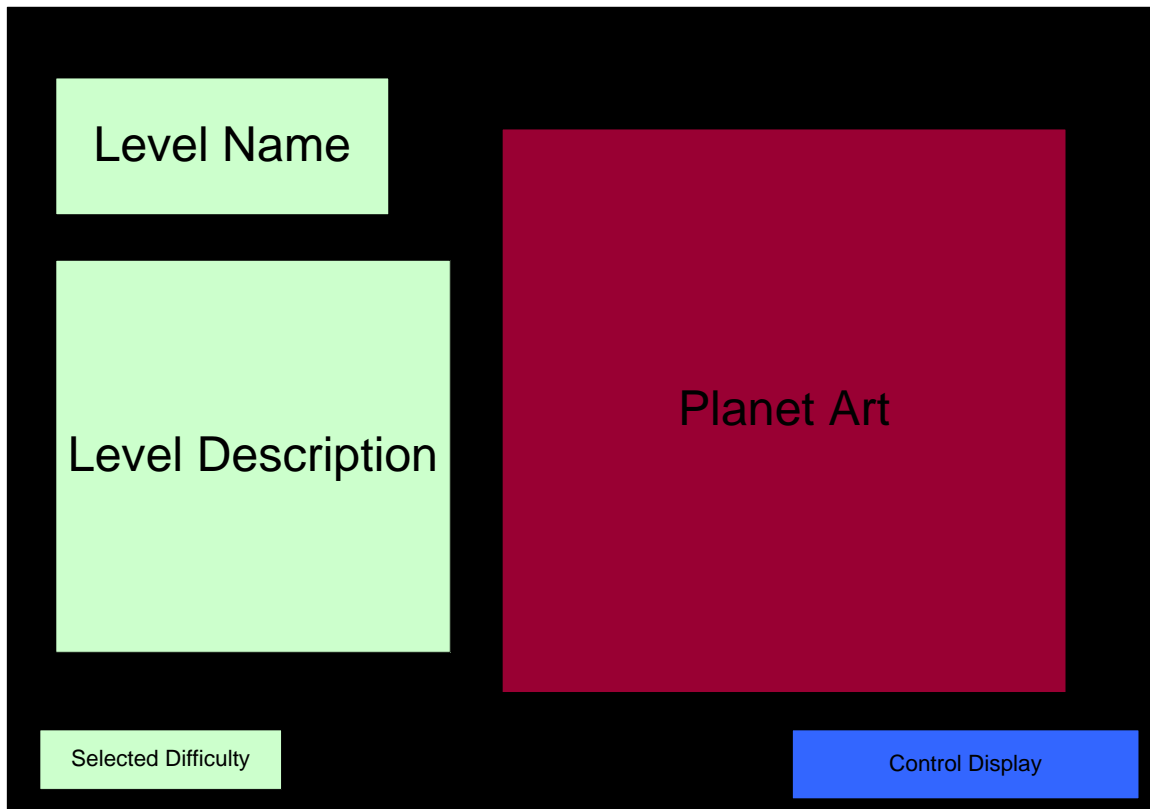 Level Name
Level Description
Planet Art
Selected Difficulty
Control Display